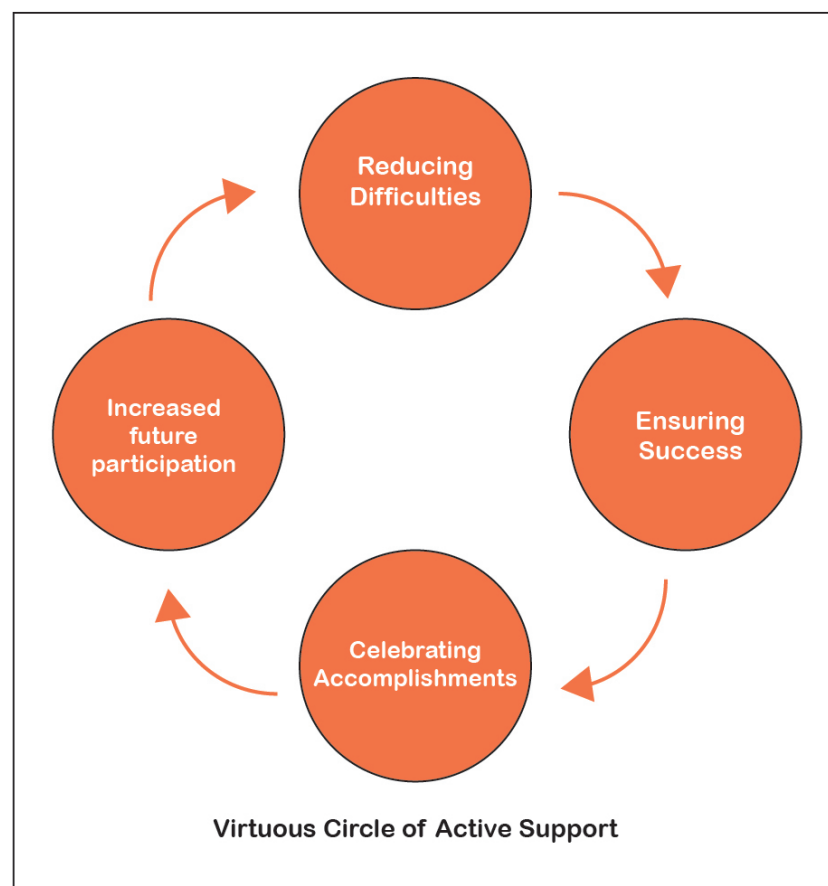 Reducing
Difficulties
Ensuring
Success
Celebrating
Accomplishments
Increased
future
participation
Virtuous Circle of Active Support